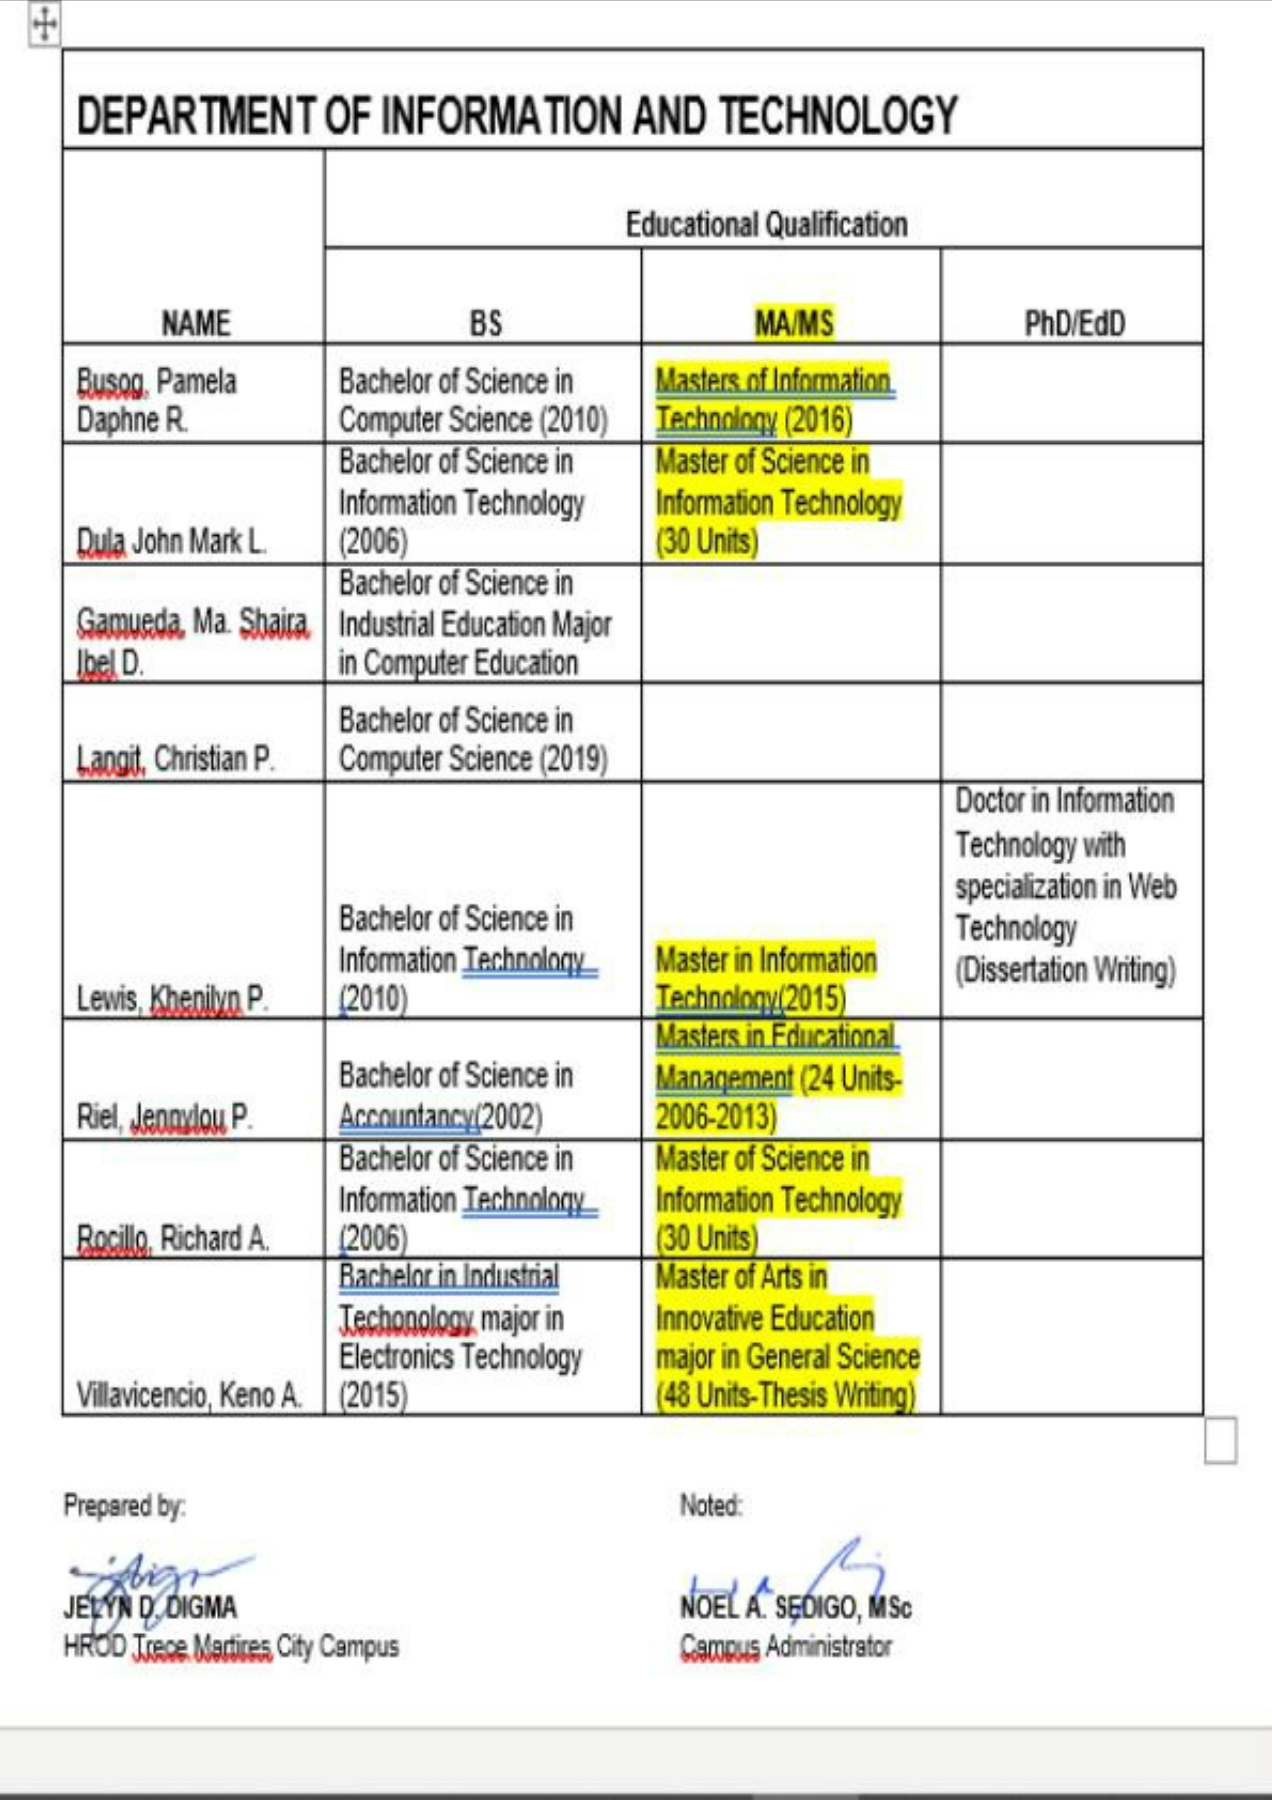 DEPARTMENT OF INFORMATION AND TECHNOLOGY
Educational Qualification
NAME
BS
MA/MS
PhD/EdD
Busog, Pamela
Daphne R.
Bachelor of Science in
Computer Science (2010)
Masters of Information
Technology (2016)
Dula John Mark L.
Bachelor of Science in
Information Technology
(2006)
Master of Science in
Information Technology
(30 Units)
Gamueda, Ma. Shaira
Ibel D.
Bachelor of Science in
Industrial Education Major
in Computer Education
Langit, Christian P.
Bachelor of Science in
Computer Science (2019)
Lewis, Khenilyn P.
Bachelor of Science in
Information Technology
(2010)
Master in Information
Technology(2015)
Doctor in Information
Technology with
specialization in Web
Technology
(Dissertation Writing)
Riel, Jennylou P.
Bachelor of Science in
Accountancy(2002)
Masters in Educational
Management (24 Units-
2006-2013)
Rocillo, Richard A.
Bachelor of Science in
Information Technology
(2006)
Master of Science in
Information Technology
(30 Units)
Villavicencio, Keno A.
Bachelor in Industrial
Techonology major in
Electronics Technology
(2015)
Master of Arts in
Innovative Education
major in General Science
(48 Units-Thesis Writing)
Prepared by:
JELYN D. DIGMA
HROD Trece Martires City Campus
Noted:
NOEL A. SEDIGO, MSc
Campus Administrator